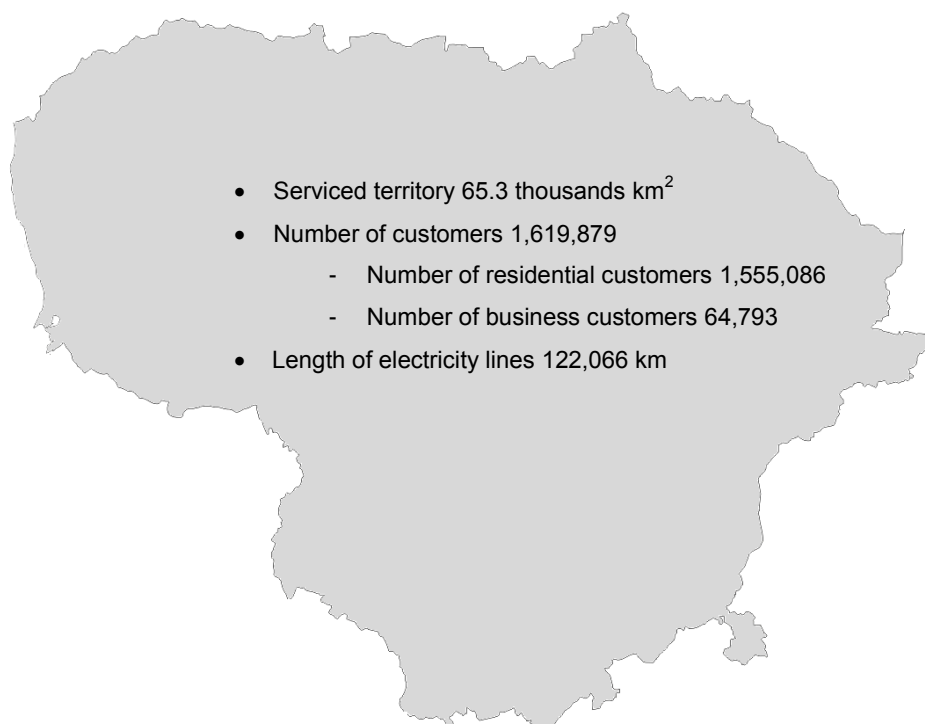 • Serviced territory 65.3 thousands km²
• Number of customers 1,619,879
- Number of residential customers 1,555,086
- Number of business customers 64,793
• Length of electricity lines 122,066 km